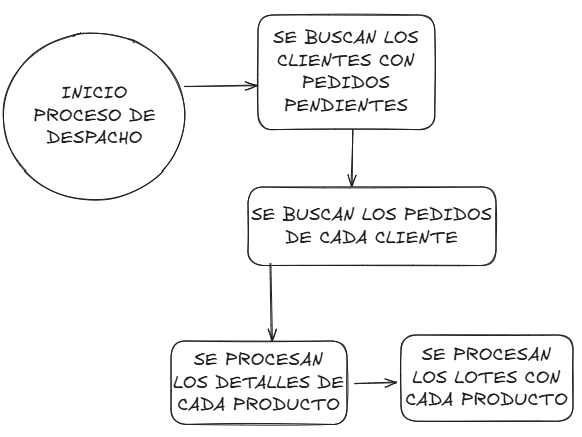 INICIO
PROCESO DE
DESPACHO
SE BUSCAN LOS
CLIENTES CON
PEDIDOS
PENDIENTES
SE BUSCAN LOS PEDIDOS
DE CADA CLIENTE
SE PROCESAN
LOS DETALLES DE
CADA PRODUCTO
SE PROCESAN
LOS LOTES CON
CADA PRODUCTO